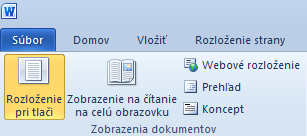 W
Súbor Domov Vložiť Rozloženie strany
Rozloženie pri tlači
Zobrazenie na čítanie na celú obrazovku
Webové rozloženie
Prehľad
Koncept
Zobrazenia dokumentov